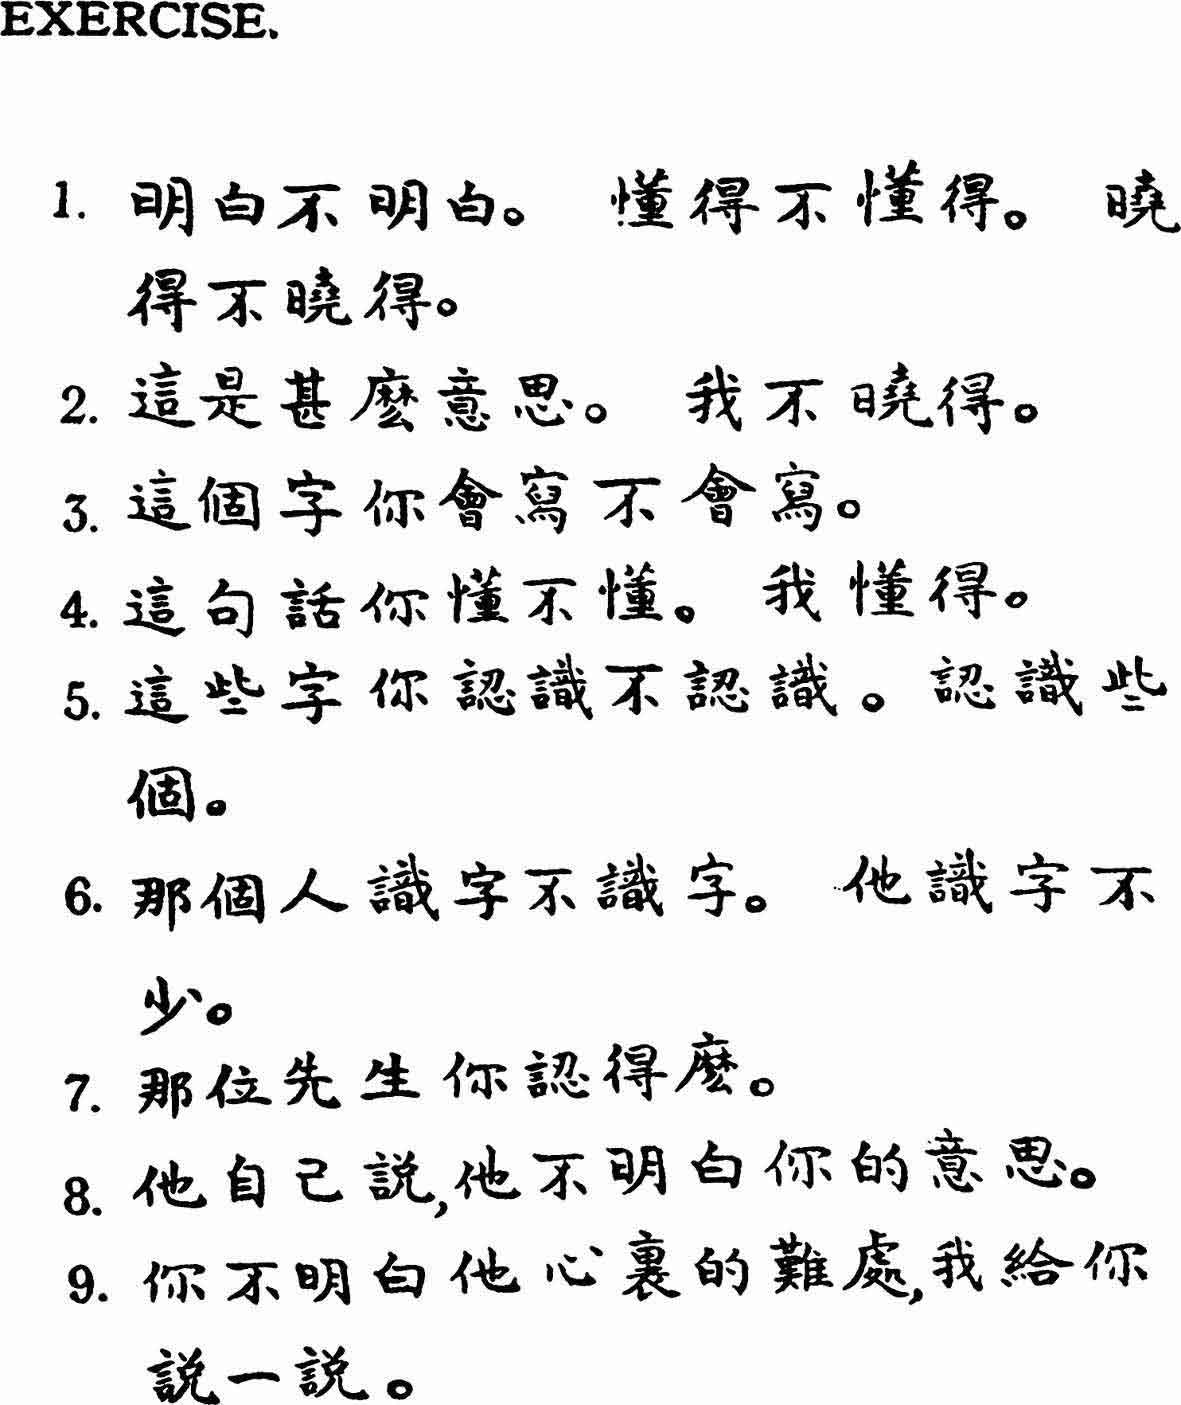 EXERCISE.
1. 明白不明白。 懂得不懂得。 曉
得不曉得。
2. 這是甚麼意思。 我不曉得。
3. 這個字你會寫不會寫。
4. 這句話你懂不懂。 我懂得。
5. 這些字你認識不認識。認識些
個。
6. 那個人識字不識字。 他識字不
少。
7. 那位先生你認得麼。
8. 他自己説,他不明白你的意思。
9. 你不明白他心裏的難處,我給你
説一説。